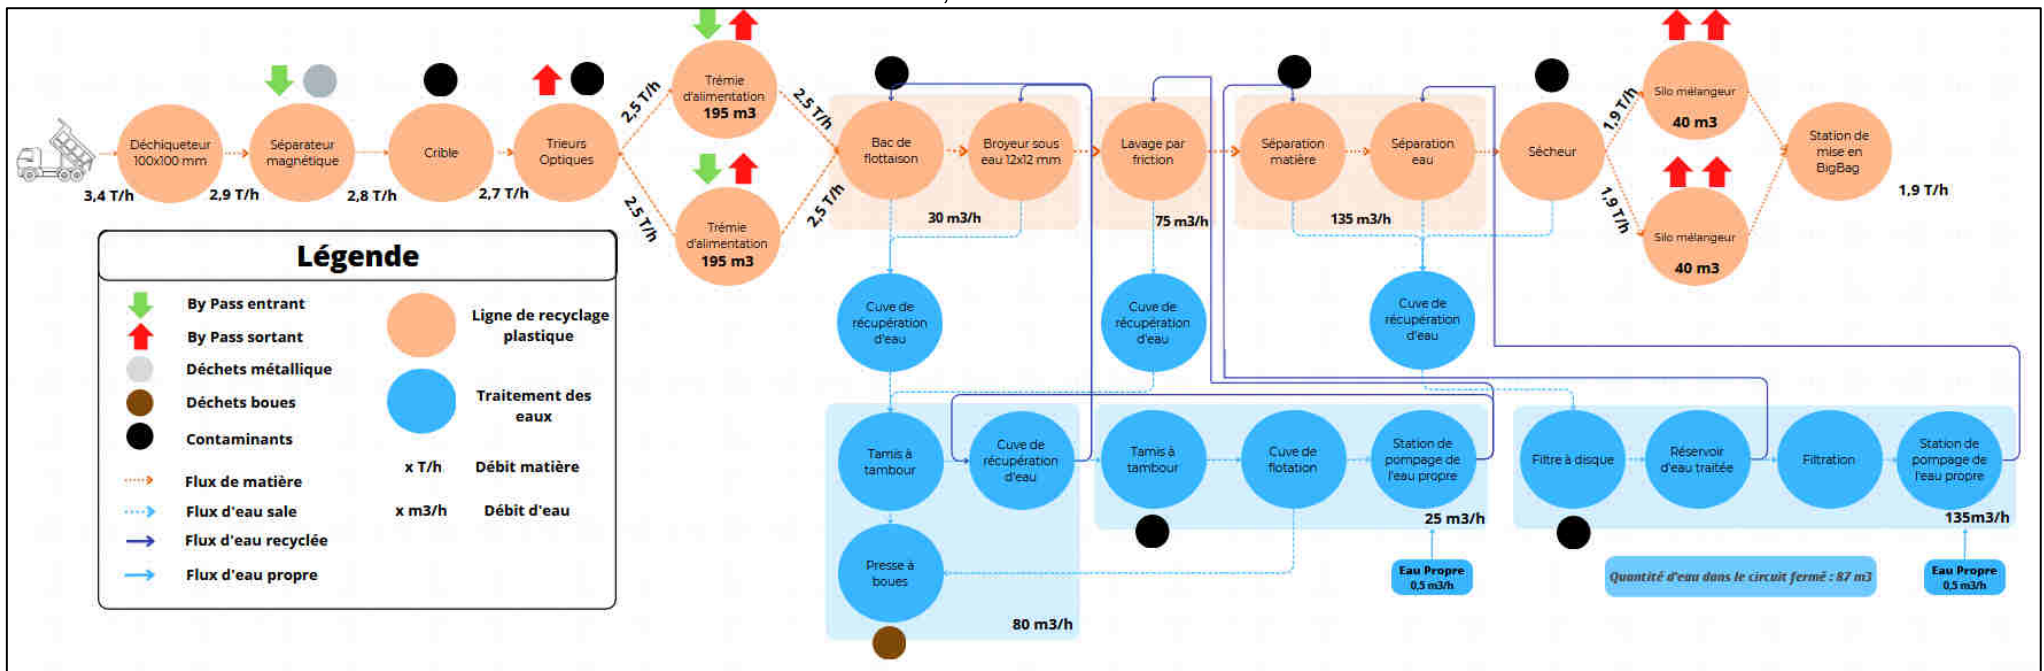 Déchiqueteur
100x100 mm
Séparateur
magnétique
Crible
Trieurs
Optiques
Trémie
d'alimentation
195 m3
Trémie
d'alimentation
195 m3
Bac de
flottaison
Broyeur sous
eau 12x12 mm
Lavage par
friction
Séparation
matière
Séparation
eau
Sécheur
Silo mélangeur
40 m3
Silo mélangeur
40 m3
Station de
mise en
BigBag
3,4 T/h
2,9 T/h
2,8 T/h
2,7 T/h
2,5 T/h
2,5 T/h
2,5 T/h
2,5 T/h
30 m3/h
75 m3/h
135 m3/h
1,9 T/h
1,9 T/h
1,9 T/h
Légende
By Pass entrant
By Pass sortant
Déchets métallique
Déchets boues
Contaminants
Flux de matière
Flux d'eau sale
Flux d'eau recyclée
Flux d'eau propre
Ligne de recyclage
plastique
Traitement des
eaux
x T/h Débit matière
x m3/h Débit d'eau
Cuve de
récupération
d'eau
Cuve de
récupération
d'eau
Cuve de
récupération
d'eau
Tamis à
tambour
Cuve de
récupération
d'eau
Presse à
boues
80 m3/h
Tamis à
tambour
Cuve de
flotation
Station de
pompage de
l'eau propre
25 m3/h
Eau Propre
0,5 m3/h
Filtre à disque
Réservoir
d'eau traitée
Filtration
Station de
pompage de
l'eau propre
135m3/h
Quantité d'eau dans le circuit fermé : 87 m3
Eau Propre
0,5 m3/h